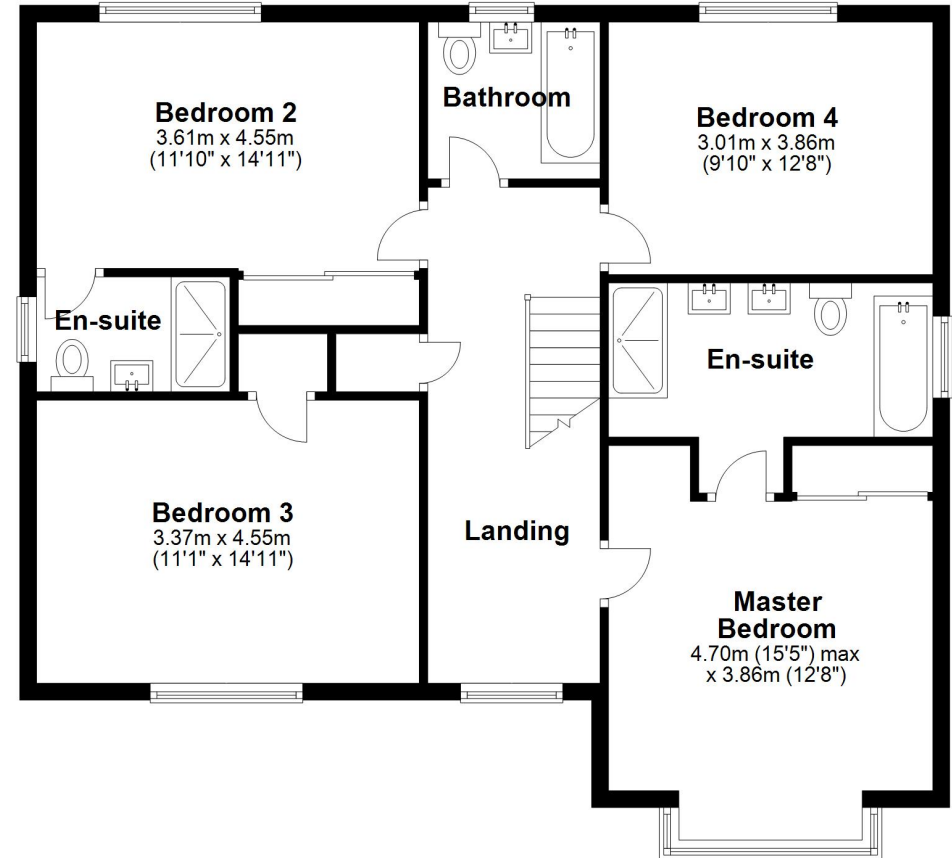 Bedroom 2
3.61m x 4.55m
(11'10" x 14'11")
Bathroom
Bedroom 4
3.01m x 3.86m
(9'10" x 12'8")
En-suite
En-suite
Bedroom 3
3.37m x 4.55m
(11'1" x 14'11")
Landing
Master
Bedroom
4.70m (15'5") max
x 3.86m (12'8")